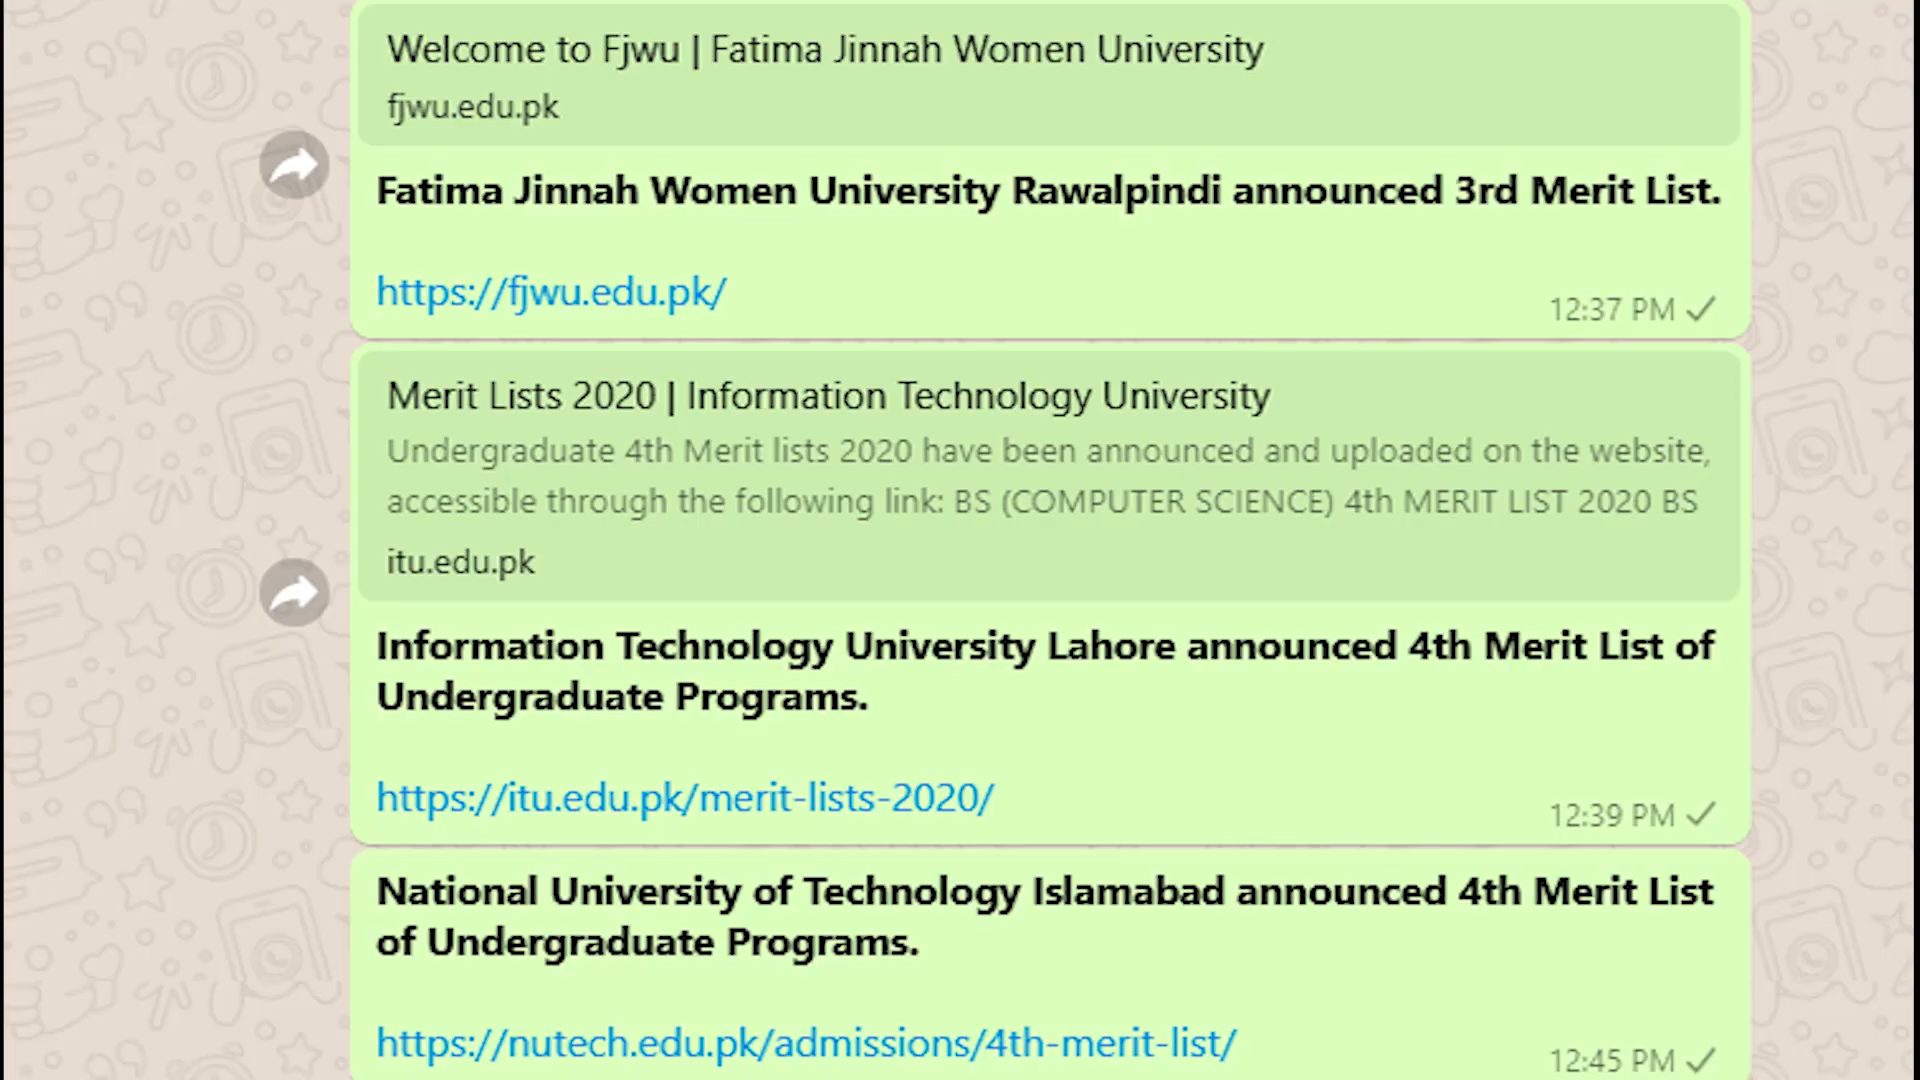 Welcome to Fjwu | Fatima Jinnah Women University
fjwu.edu.pk
Fatima Jinnah Women University Rawalpindi announced 3rd Merit List.
https://fjwu.edu.pk/
12:37 PM
Merit Lists 2020 | Information Technology University
Undergraduate 4th Merit lists 2020 have been announced and uploaded on the website,
accessible through the following link: BS (COMPUTER SCIENCE) 4th MERIT LIST 2020 BS
itu.edu.pk
Information Technology University Lahore announced 4th Merit List of
Undergraduate Programs.
https://itu.edu.pk/merit-lists-2020/
12:39 PM
National University of Technology Islamabad announced 4th Merit List
of Undergraduate Programs.
https://nutech.edu.pk/admissions/4th-merit-list/
12:45 PM